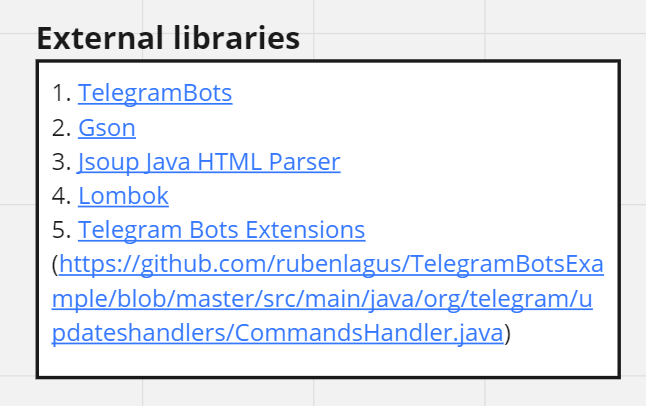 External libraries
1. TelegramBots
2. Gson
3. Jsoup Java HTML Parser
4. Lombok
5. Telegram Bots Extensions
(https://github.com/rubenlagus/TelegramBotsExa
mple/blob/master/src/main/java/org/telegram/u
pdateshandlers/CommandsHandler.java)